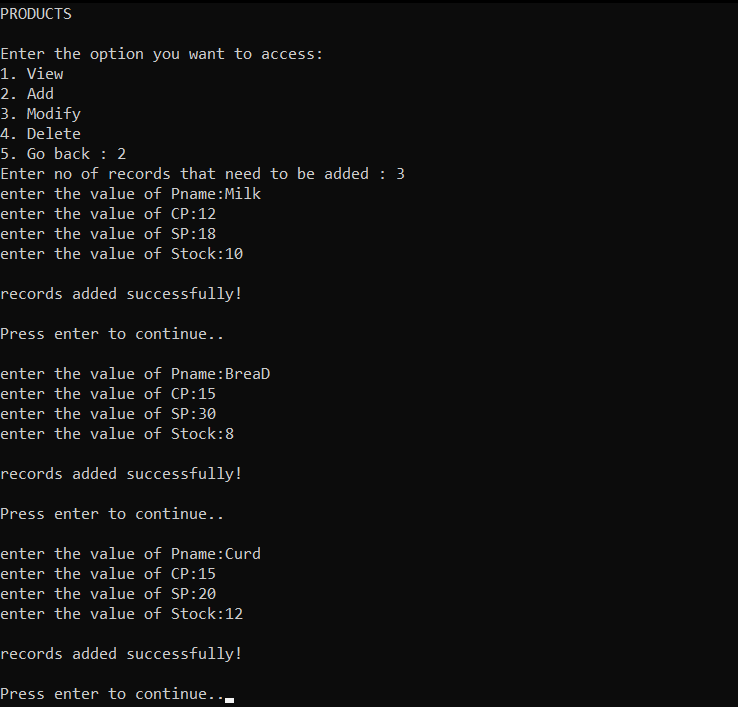 PRODUCTS
Enter the option you want to access:
1. View
2. Add
3. Modify
4. Delete
5. Go back : 2
Enter no of records that need to be added : 3
enter the value of Pname:Milk
enter the value of CP:12
enter the value of SP:18
enter the value of Stock:10
records added successfully!
Press enter to continue..
enter the value of Pname:BreaD
enter the value of CP:15
enter the value of SP:30
enter the value of Stock:8
records added successfully!
Press enter to continue..
enter the value of Pname:Curd
enter the value of CP:15
enter the value of SP:20
enter the value of Stock:12
records added successfully!
Press enter to continue..